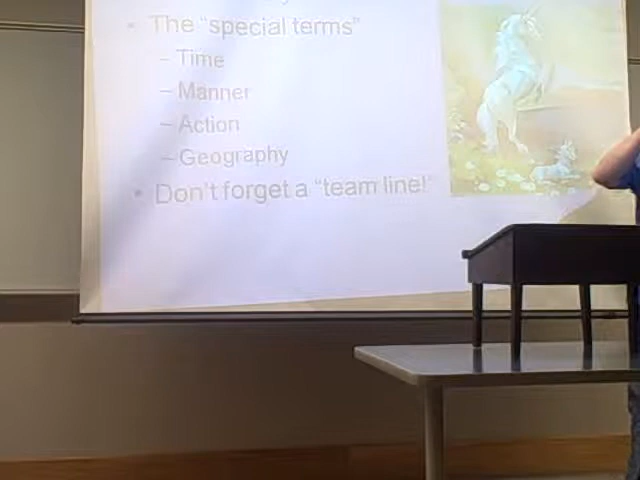 • The "special terms"
– Time
– Manner
– Action
– Geography
• Don't forget a "team line!"